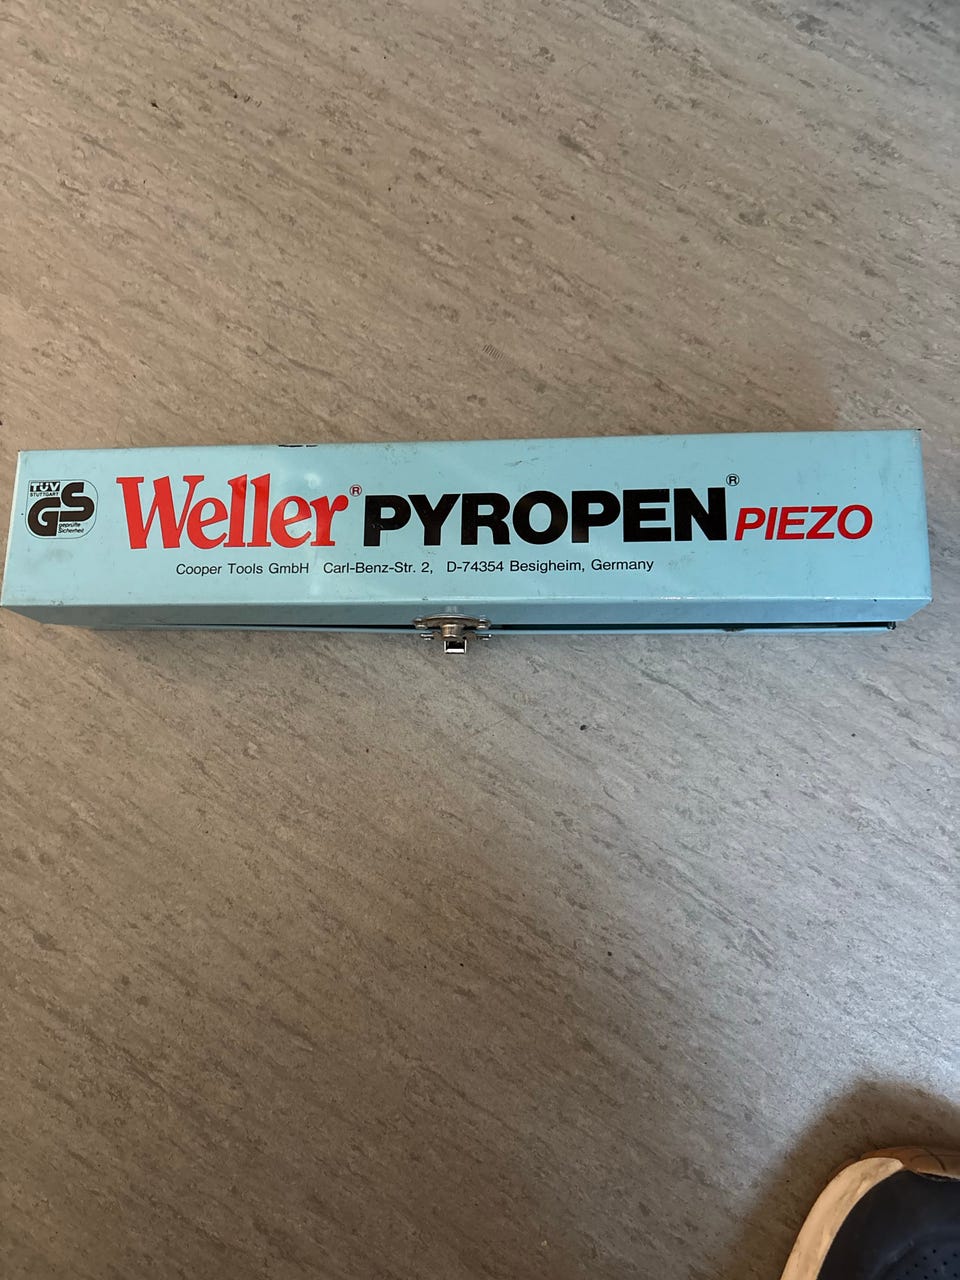 TÜV
STUTTGART
GS
geprüfte
Sicherheit
Weller® PYROPEN® PIEZO
Cooper Tools GmbH Carl-Benz-Str. 2, D-74354 Besigheim, Germany